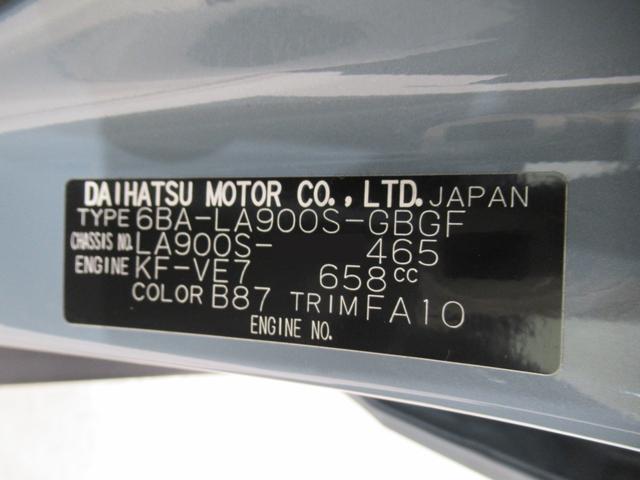 DAIHATSU MOTOR CO., LTD. JAPAN
TYPE 6BA-LA900S-GBGF
CHASSIS NO. LA900S- 465
ENGINE KF-VE7 658cc
COLOR B87 TRIM FA10
ENGINE NO.